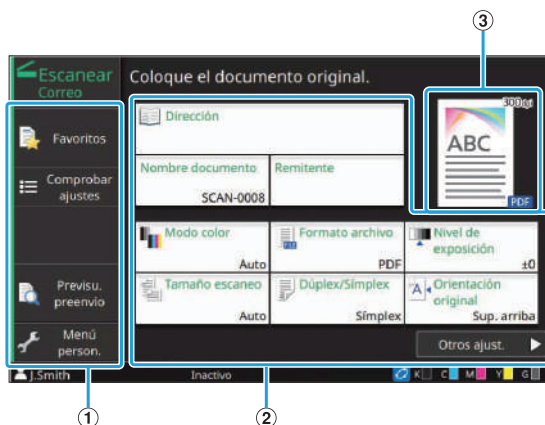 ③
Escanear
Correo
Coloque el documento original.
Favoritos
Comprobar
ajustes
Previsu.
preenvio
Menú
person.
Dirección
Nombre documento
SCAN-0008
Remitente
300dpi
ABC
PDF
Modo color
Auto
Formato archivo
PDF
Nivel de
exposición
±0
Tamaño escaneo
Auto
Dúplex/Símplex
Símplex
Orientación
original
Sup. arriba
Otros ajust.
J.Smith
Inactivo
K
C
M
Y
G
①
②